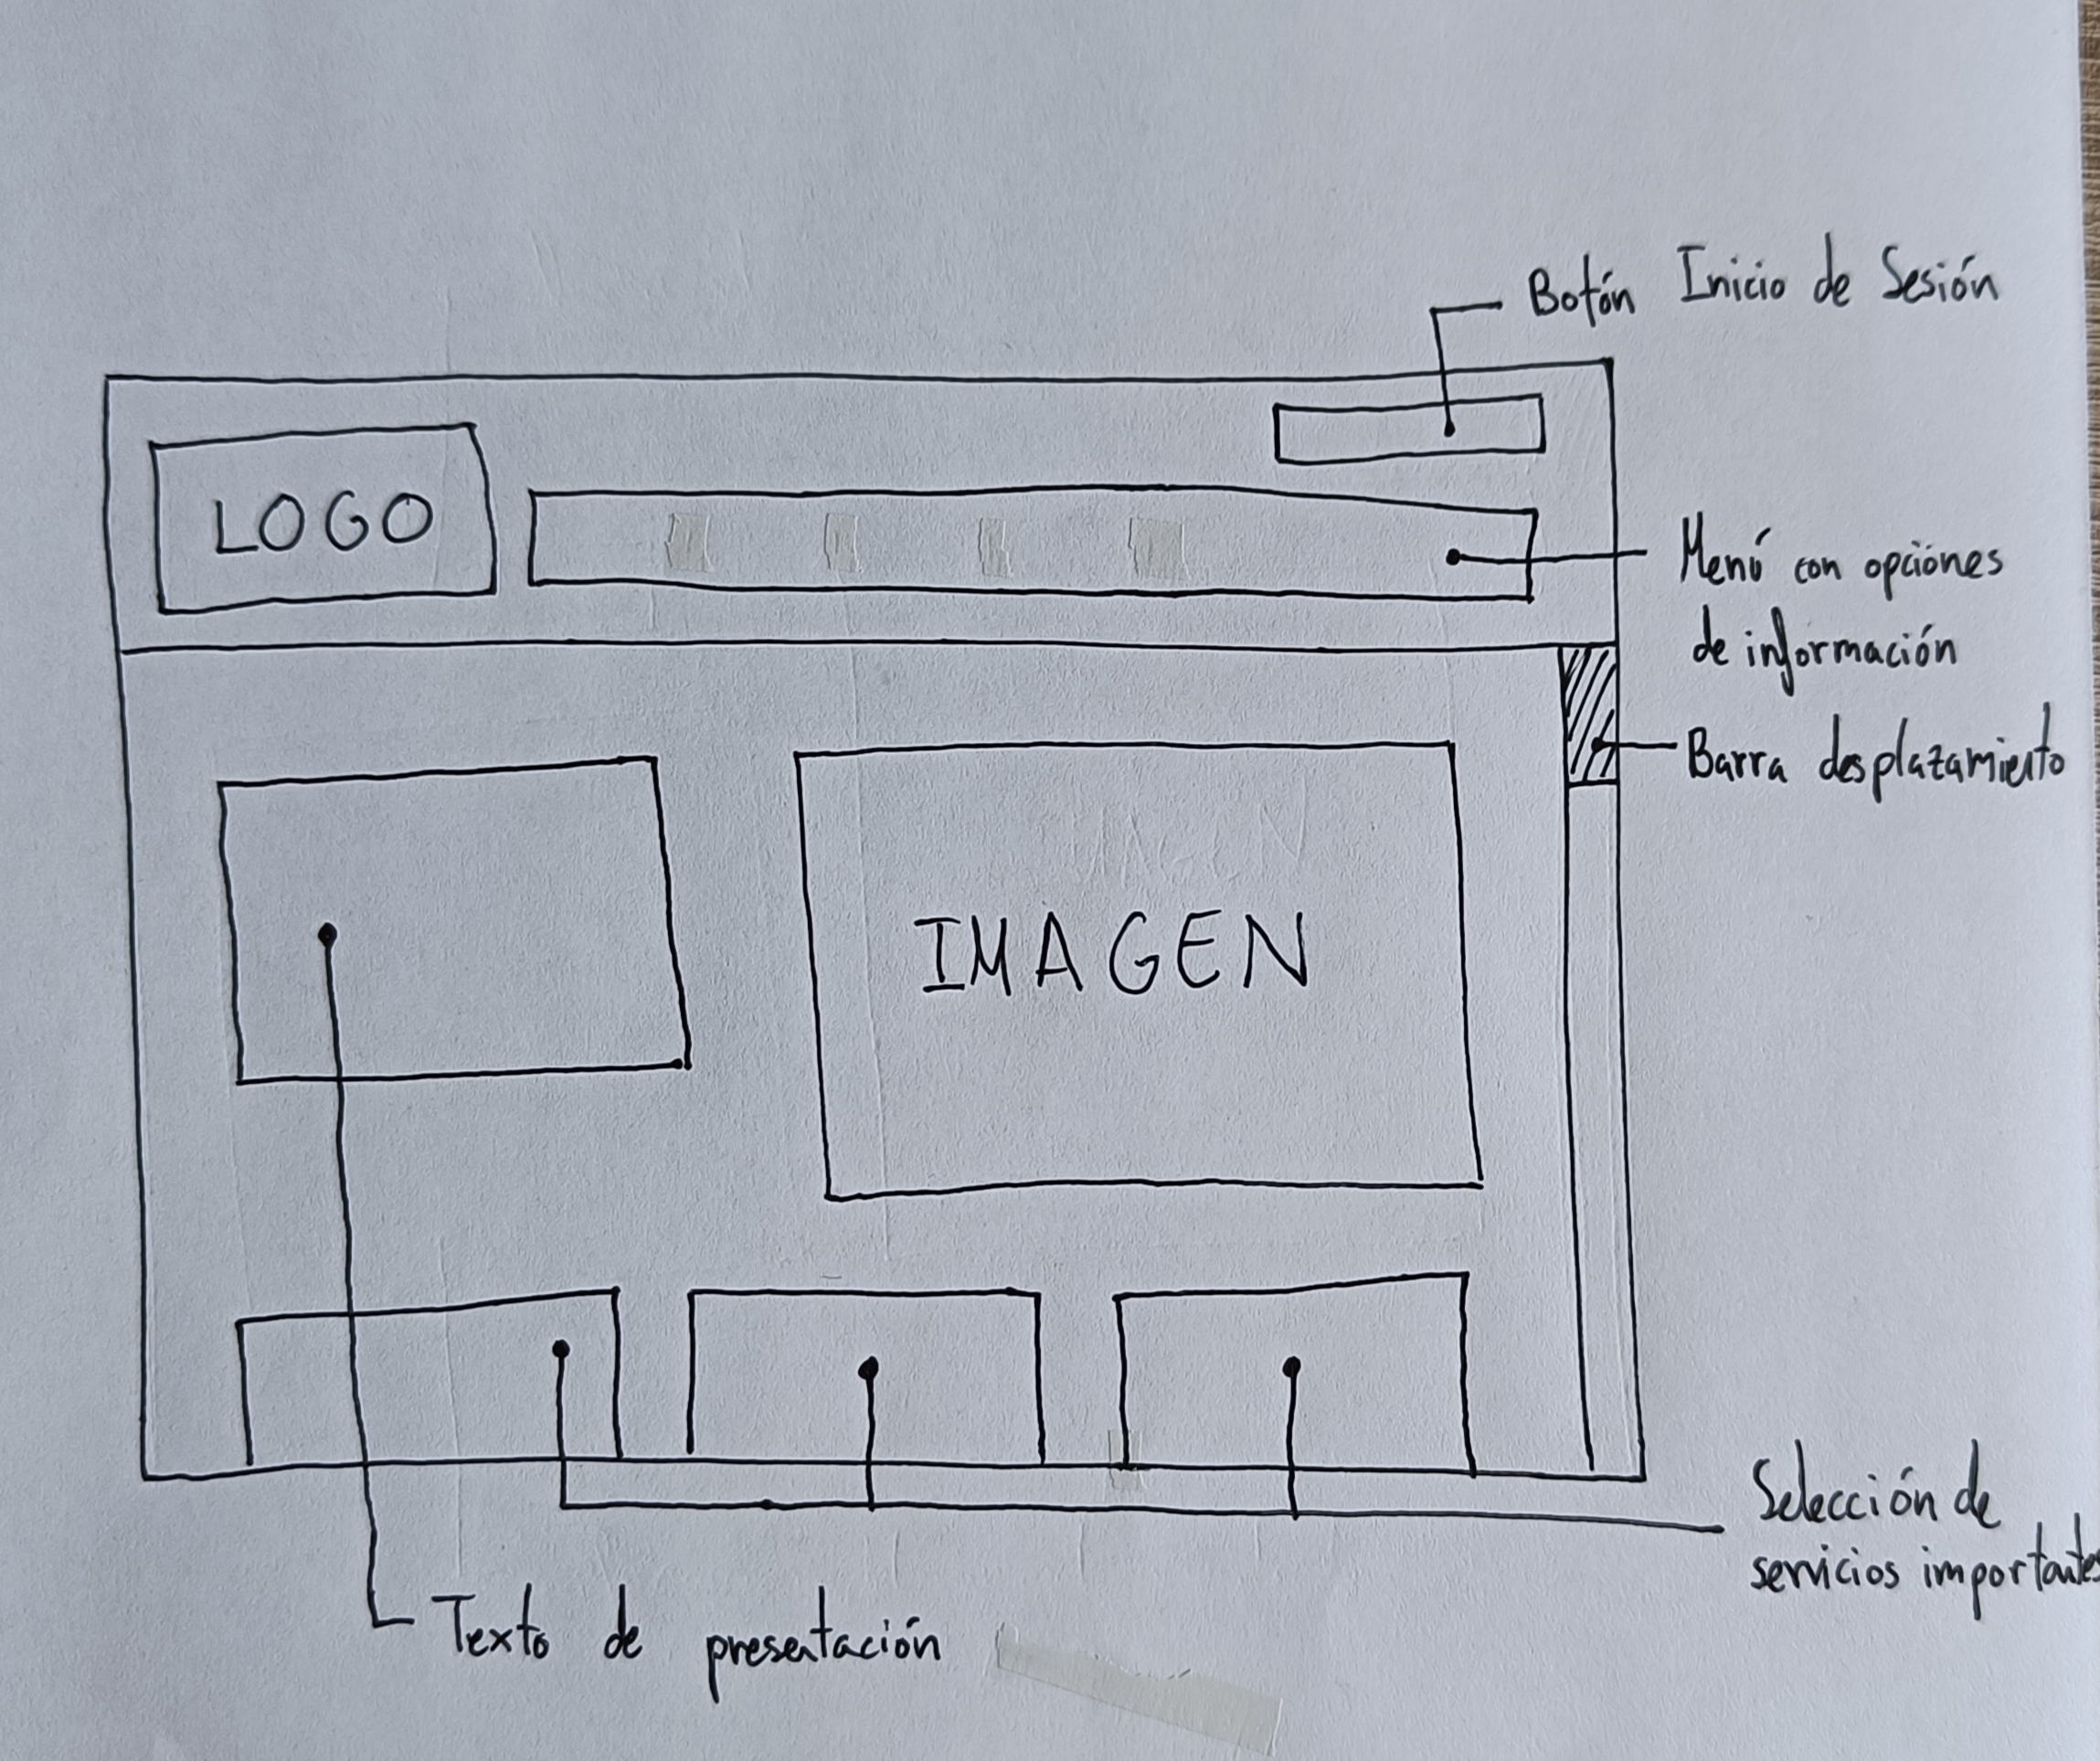 Botón Inicio de Sesión
LOGO
Menú con opciones
de información
Barra desplazamiento
IMAGEN
Selección de
servicios importantes
Texto de presentación